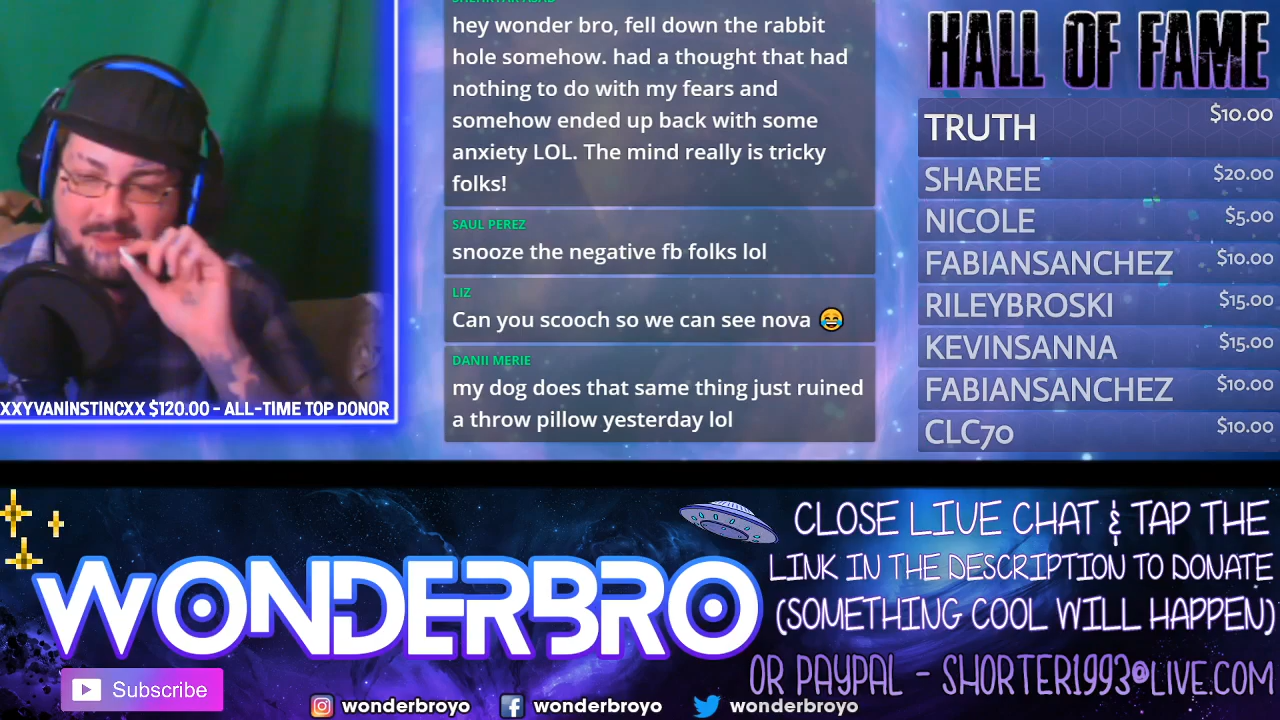 hey wonder bro, fell down the rabbit
hole somehow. had a thought that had
nothing to do with my fears and
somehow ended up back with some
anxiety LOL. The mind really is tricky
folks!
SAUL PEREZ
snooze the negative fb folks lol
LIZ
Can you scooch so we can see nova 😂
DANII MERIE
my dog does that same thing just ruined
a throw pillow yesterday lol
XXYVANINSTINCXX $120.00 - ALL-TIME TOP DONOR
HALL OF FAME
TRUTH $10.00
SHAREE $20.00
NICOLE $5.00
FABIANSANCHEZ $10.00
RILEYBROSKI $15.00
KEVINSANNA $15.00
FABIANSANCHEZ $10.00
CLC70 $10.00
WONDERBRO
Subscribe
CLOSE LIVE CHAT & TAP THE
LINK IN THE DESCRIPTION TO DONATE
(SOMETHING COOL WILL HAPPEN)
OR PAYPAL - SHORTER1993@LIVE.COM
wonderbroyo wonderbroyo wonderbroyo